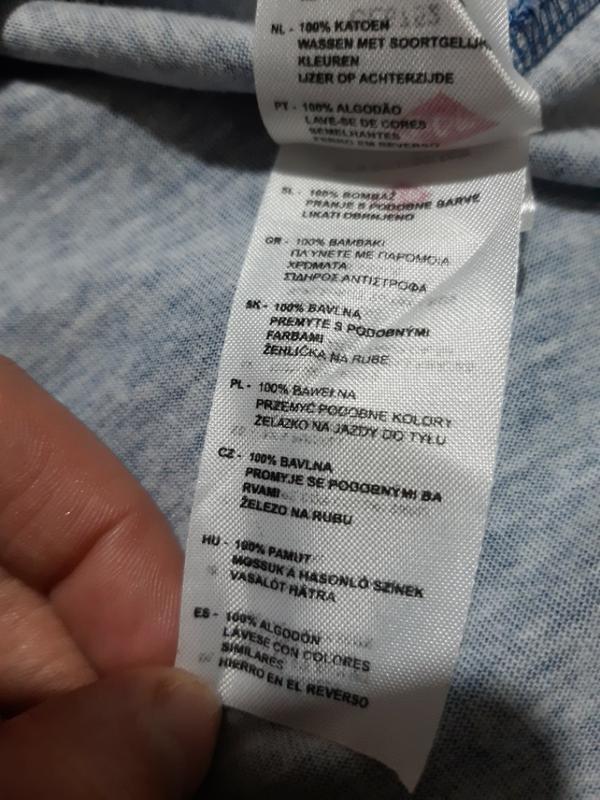 NL - 100% KATOEN
WASSEN MET SOORTGELIJK
KLEUREN
IJZER OP ACHTERZIJDE
PT - 100% ALGODÃO
LAVE-SE DE CORES
SEMELHANTES
FERRO EM REVERSO
SL - 100% BOMBAŽ
PRANJE S PODOBNE BARVE
LIKATI OBRNJENO
GR - 100% ΒΑΜΒΑΚΙ
ΠΛΥΝΕΤΕ ΜΕ ΠΑΡΟΜΟΙΑ
ΧΡΩΜΑΤΑ
ΣΙΔΗΡΟΣ ΑΝΤΙΣΤΡΟΦΑ
SK - 100% BAVLNA
PREMYTE S PODOBNÝMI
FARBAMI
ŽEHLIČKA NA RUBE
PL - 100% BAWEŁNA
PRZEMYĆ PODOBNE KOLORY
ŻELAZKO NA JAZDY DO TYŁU
CZ - 100% BAVLNA
PROMYJE SE PODOBNÝMI BA
RVAMI
ŽELEZO NA RUBU
HU - 100% PAMUT
MOSSUK A HASONLÓ SZÍNEK
VASALÓT HÁTRA
ES - 100% ALGODÓN
LÁVESE CON COLORES
SIMILARES
HIERRO EN EL REVERSO